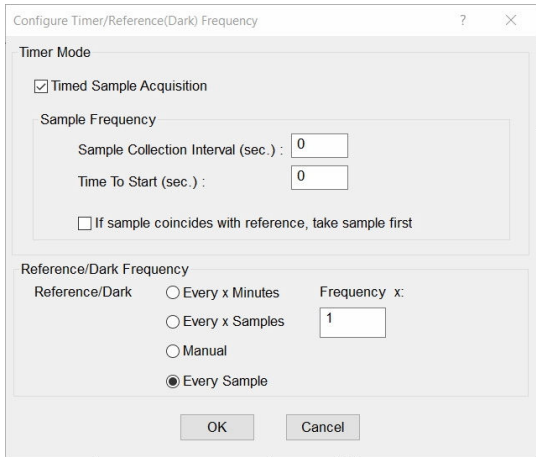 Configure Timer/Reference(Dark) Frequency ?
Timer Mode
Timed Sample Acquisition
Sample Frequency
Sample Collection Interval (sec.) : 0
Time To Start (sec.) : 0
If sample coincides with reference, take sample first
Reference/Dark Frequency
Reference/Dark Every x Minutes Frequency x:
Every x Samples 1
Manual
Every Sample
OK Cancel